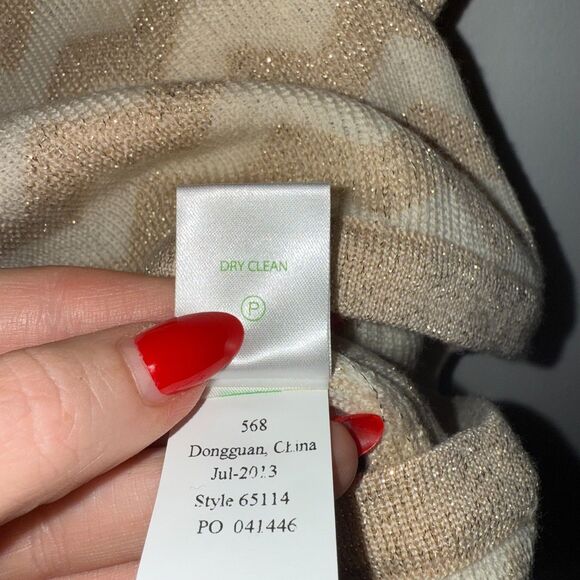 DRY CLEAN
P
568
Dongguan, China
Jul-2013
Style 65114
PO 041446